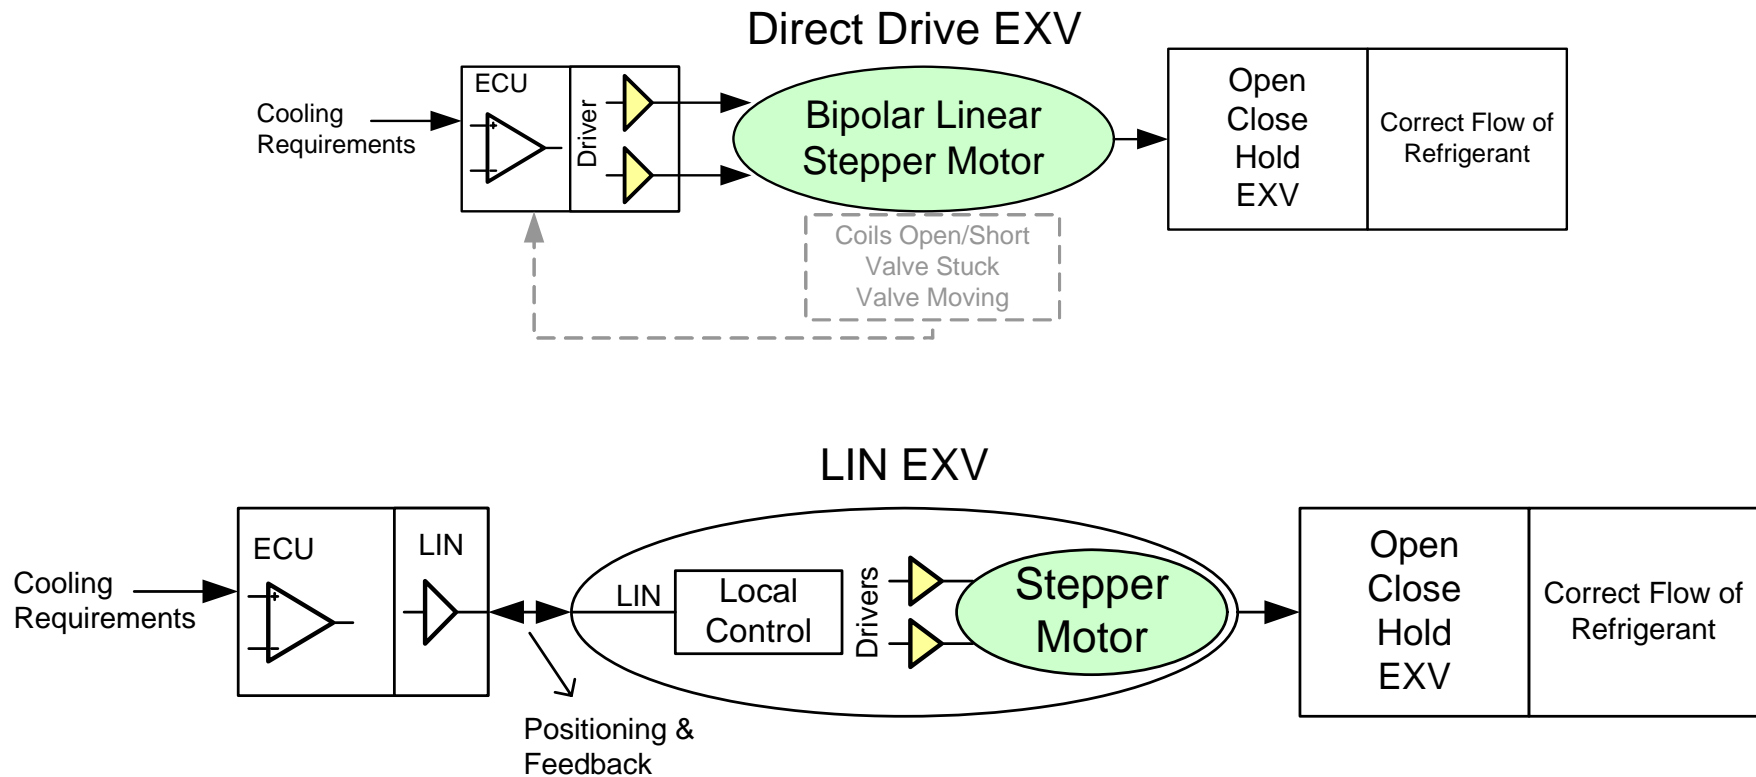 Direct Drive EXV
Cooling
Requirements
ECU
Driver
Bipolar Linear
Stepper Motor
Open
Close
Hold
EXV
Correct Flow of
Refrigerant
Coils Open/Short
Valve Stuck
Valve Moving
LIN EXV
Cooling
Requirements
ECU
LIN
LIN
Local
Control
Drivers
Stepper
Motor
Open
Close
Hold
EXV
Correct Flow of
Refrigerant
Positioning &
Feedback